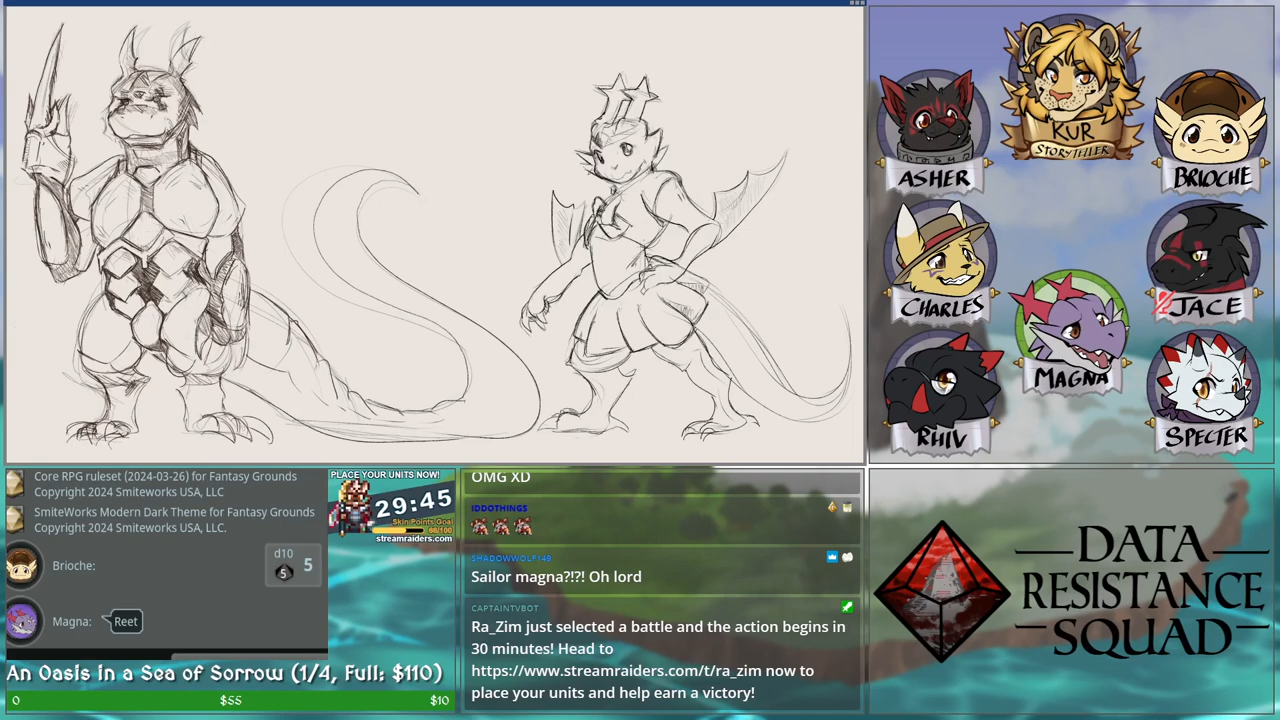 KUR
STORYTELLER
ASHER
BRIOCHE
CHARLES
JACE
MAGNA
RHIV
SPECTER
Core RPG ruleset (2024-03-26) for Fantasy Grounds
Copyright 2024 Smiteworks USA, LLC
SmiteWorks Modern Dark Theme for Fantasy Grounds
Copyright 2024 Smiteworks USA, LLC.
Brioche:
d10
5
5
Magna:
Reet
PLACE YOUR UNITS NOW!
29:45
Skin Points Goal
streamraiders.com
An Oasis in a Sea of Sorrow (1/4, Full: $110)
0
$55
$10
OMG XD
IDDOTHINGS
SHADOWWOLF149
Sailor magna?!?! Oh lord
CAPTAINTVBOT
Ra_Zim just selected a battle and the action begins in
30 minutes! Head to
https://www.streamraiders.com/t/ra_zim now to
place your units and help earn a victory!
DATA
RESISTANCE
SQUAD